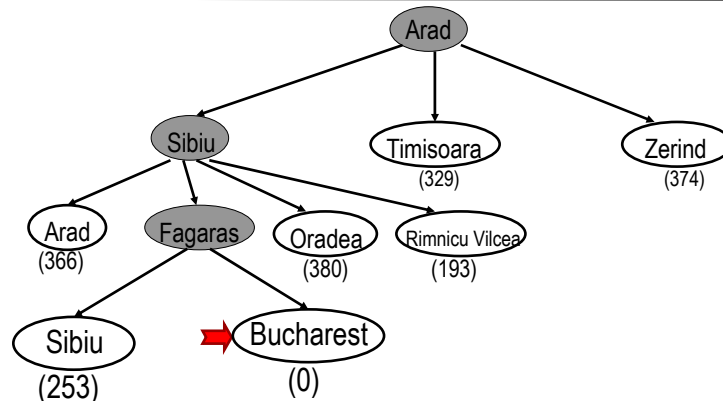 Arad
Sibiu
Timisoara
(329)
Zerind
(374)
Arad
(366)
Fagaras
Oradea
(380)
Rimnicu Vilcea
(193)
Sibiu
(253)
Bucharest
(0)